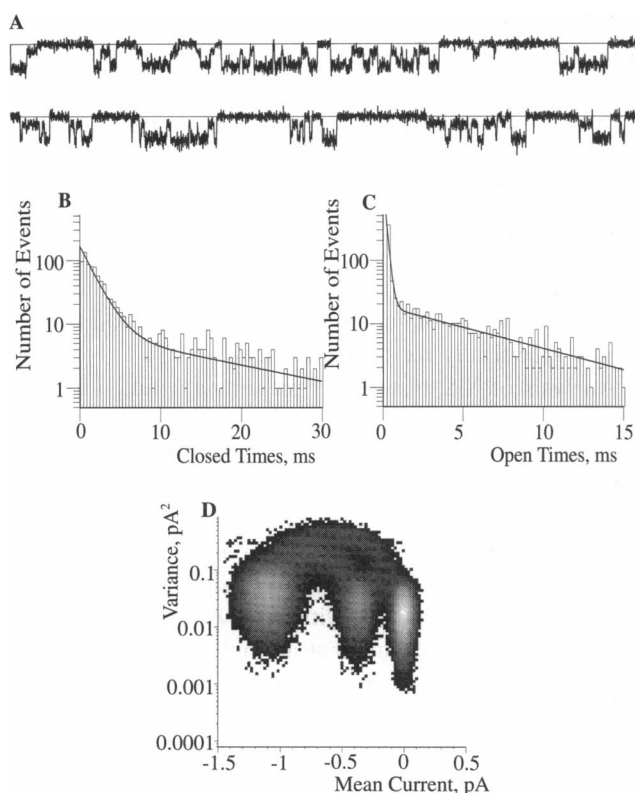 A
B
Number of Events
100
10
1
0
10
20
30
Closed Times, ms
C
Number of Events
100
10
1
0
5
10
15
Open Times, ms
D
Variance, pA²
0.1
0.01
0.001
0.0001
-1.5
-1
-0.5
0
0.5
Mean Current, pA